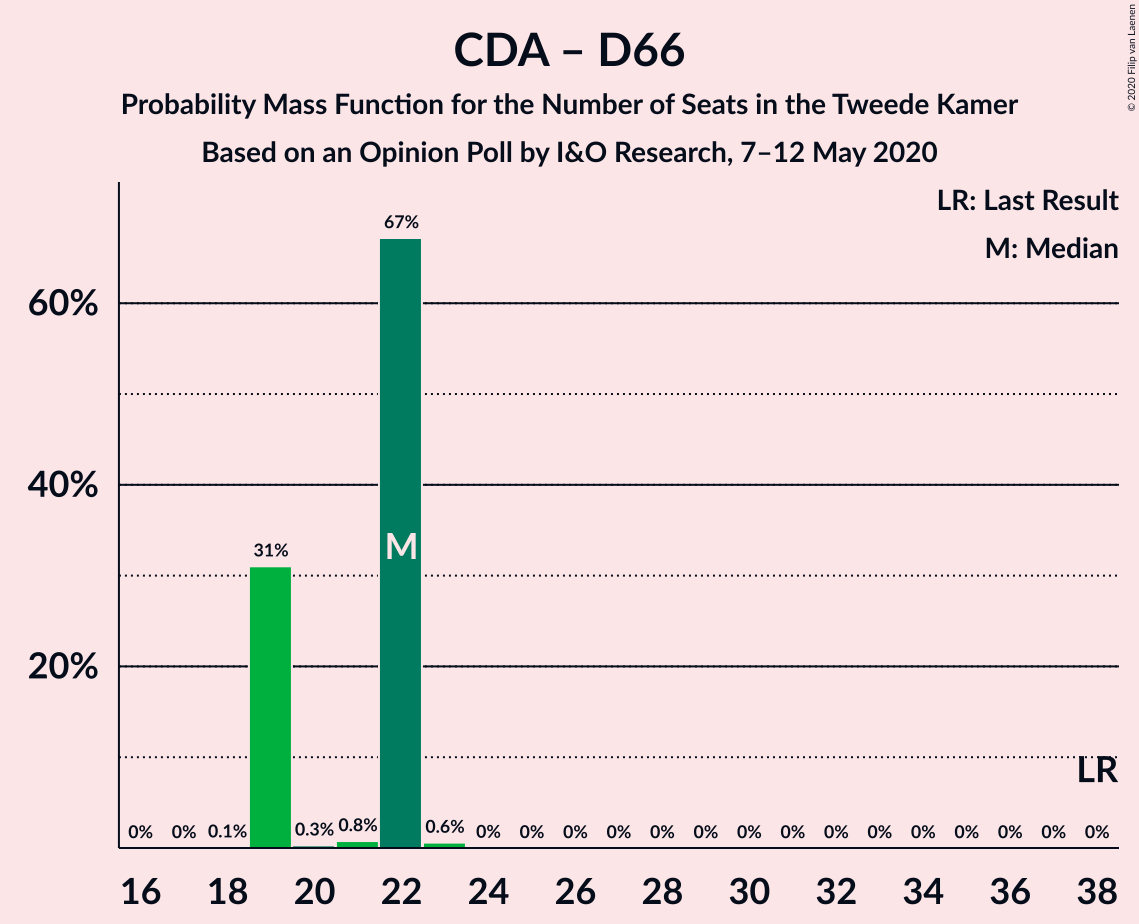 CDA – D66
Probability Mass Function for the Number of Seats in the Tweede Kamer
Based on an Opinion Poll by I&O Research, 7–12 May 2020
© 2020 Filip van Laenen
LR: Last Result
M: Median
67%
60%
31%
M
40%
20%
LR
0% 0% 0.1% 0.3% 0.8% 0.6% 0% 0% 0% 0% 0% 0% 0% 0% 0% 0% 0% 0% 0% 0% 0%
16 18 20 22 24 26 28 30 32 34 36 38